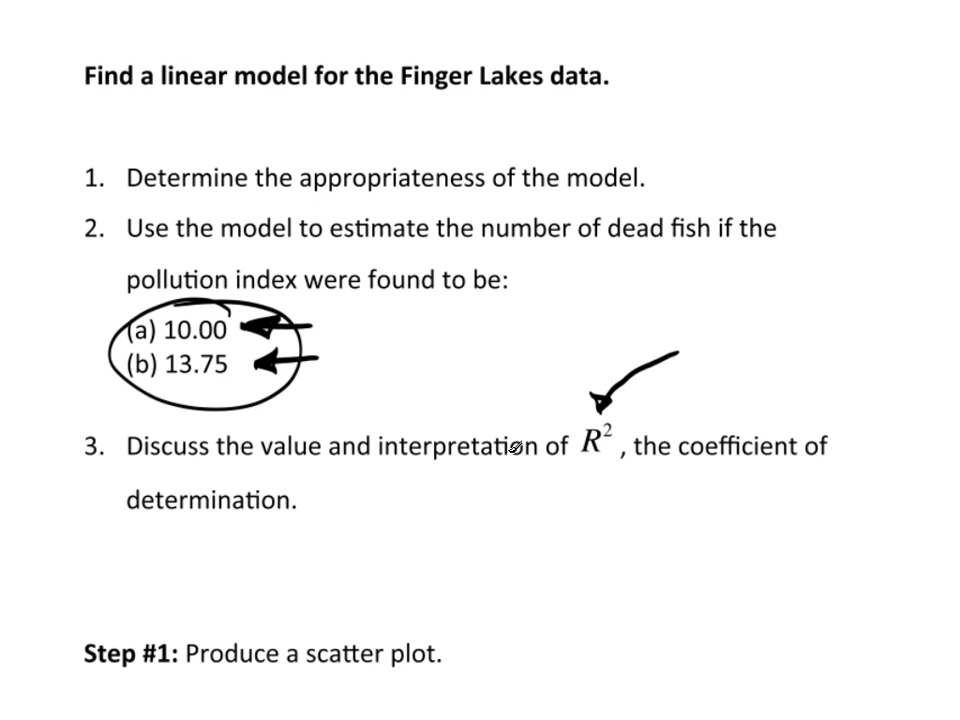 Find a linear model for the Finger Lakes data.
1. Determine the appropriateness of the model.
2. Use the model to estimate the number of dead fish if the
pollution index were found to be:
(a) 10.00
(b) 13.75
3. Discuss the value and interpretation of R², the coefficient of
determination.
Step #1: Produce a scatter plot.